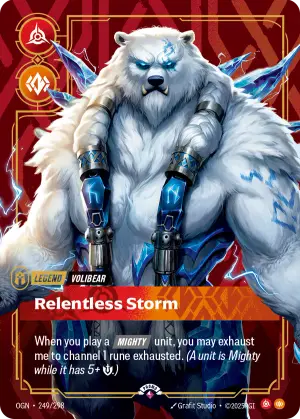 LEGEND VOLIBEAR
Relentless Storm
When you play a MIGHTY unit, you may exhaust
me to channel 1 rune exhausted. (A unit is Mighty
while it has 5+ .)
OGN • 249/298
Grafit Studio • ©2025 RGI